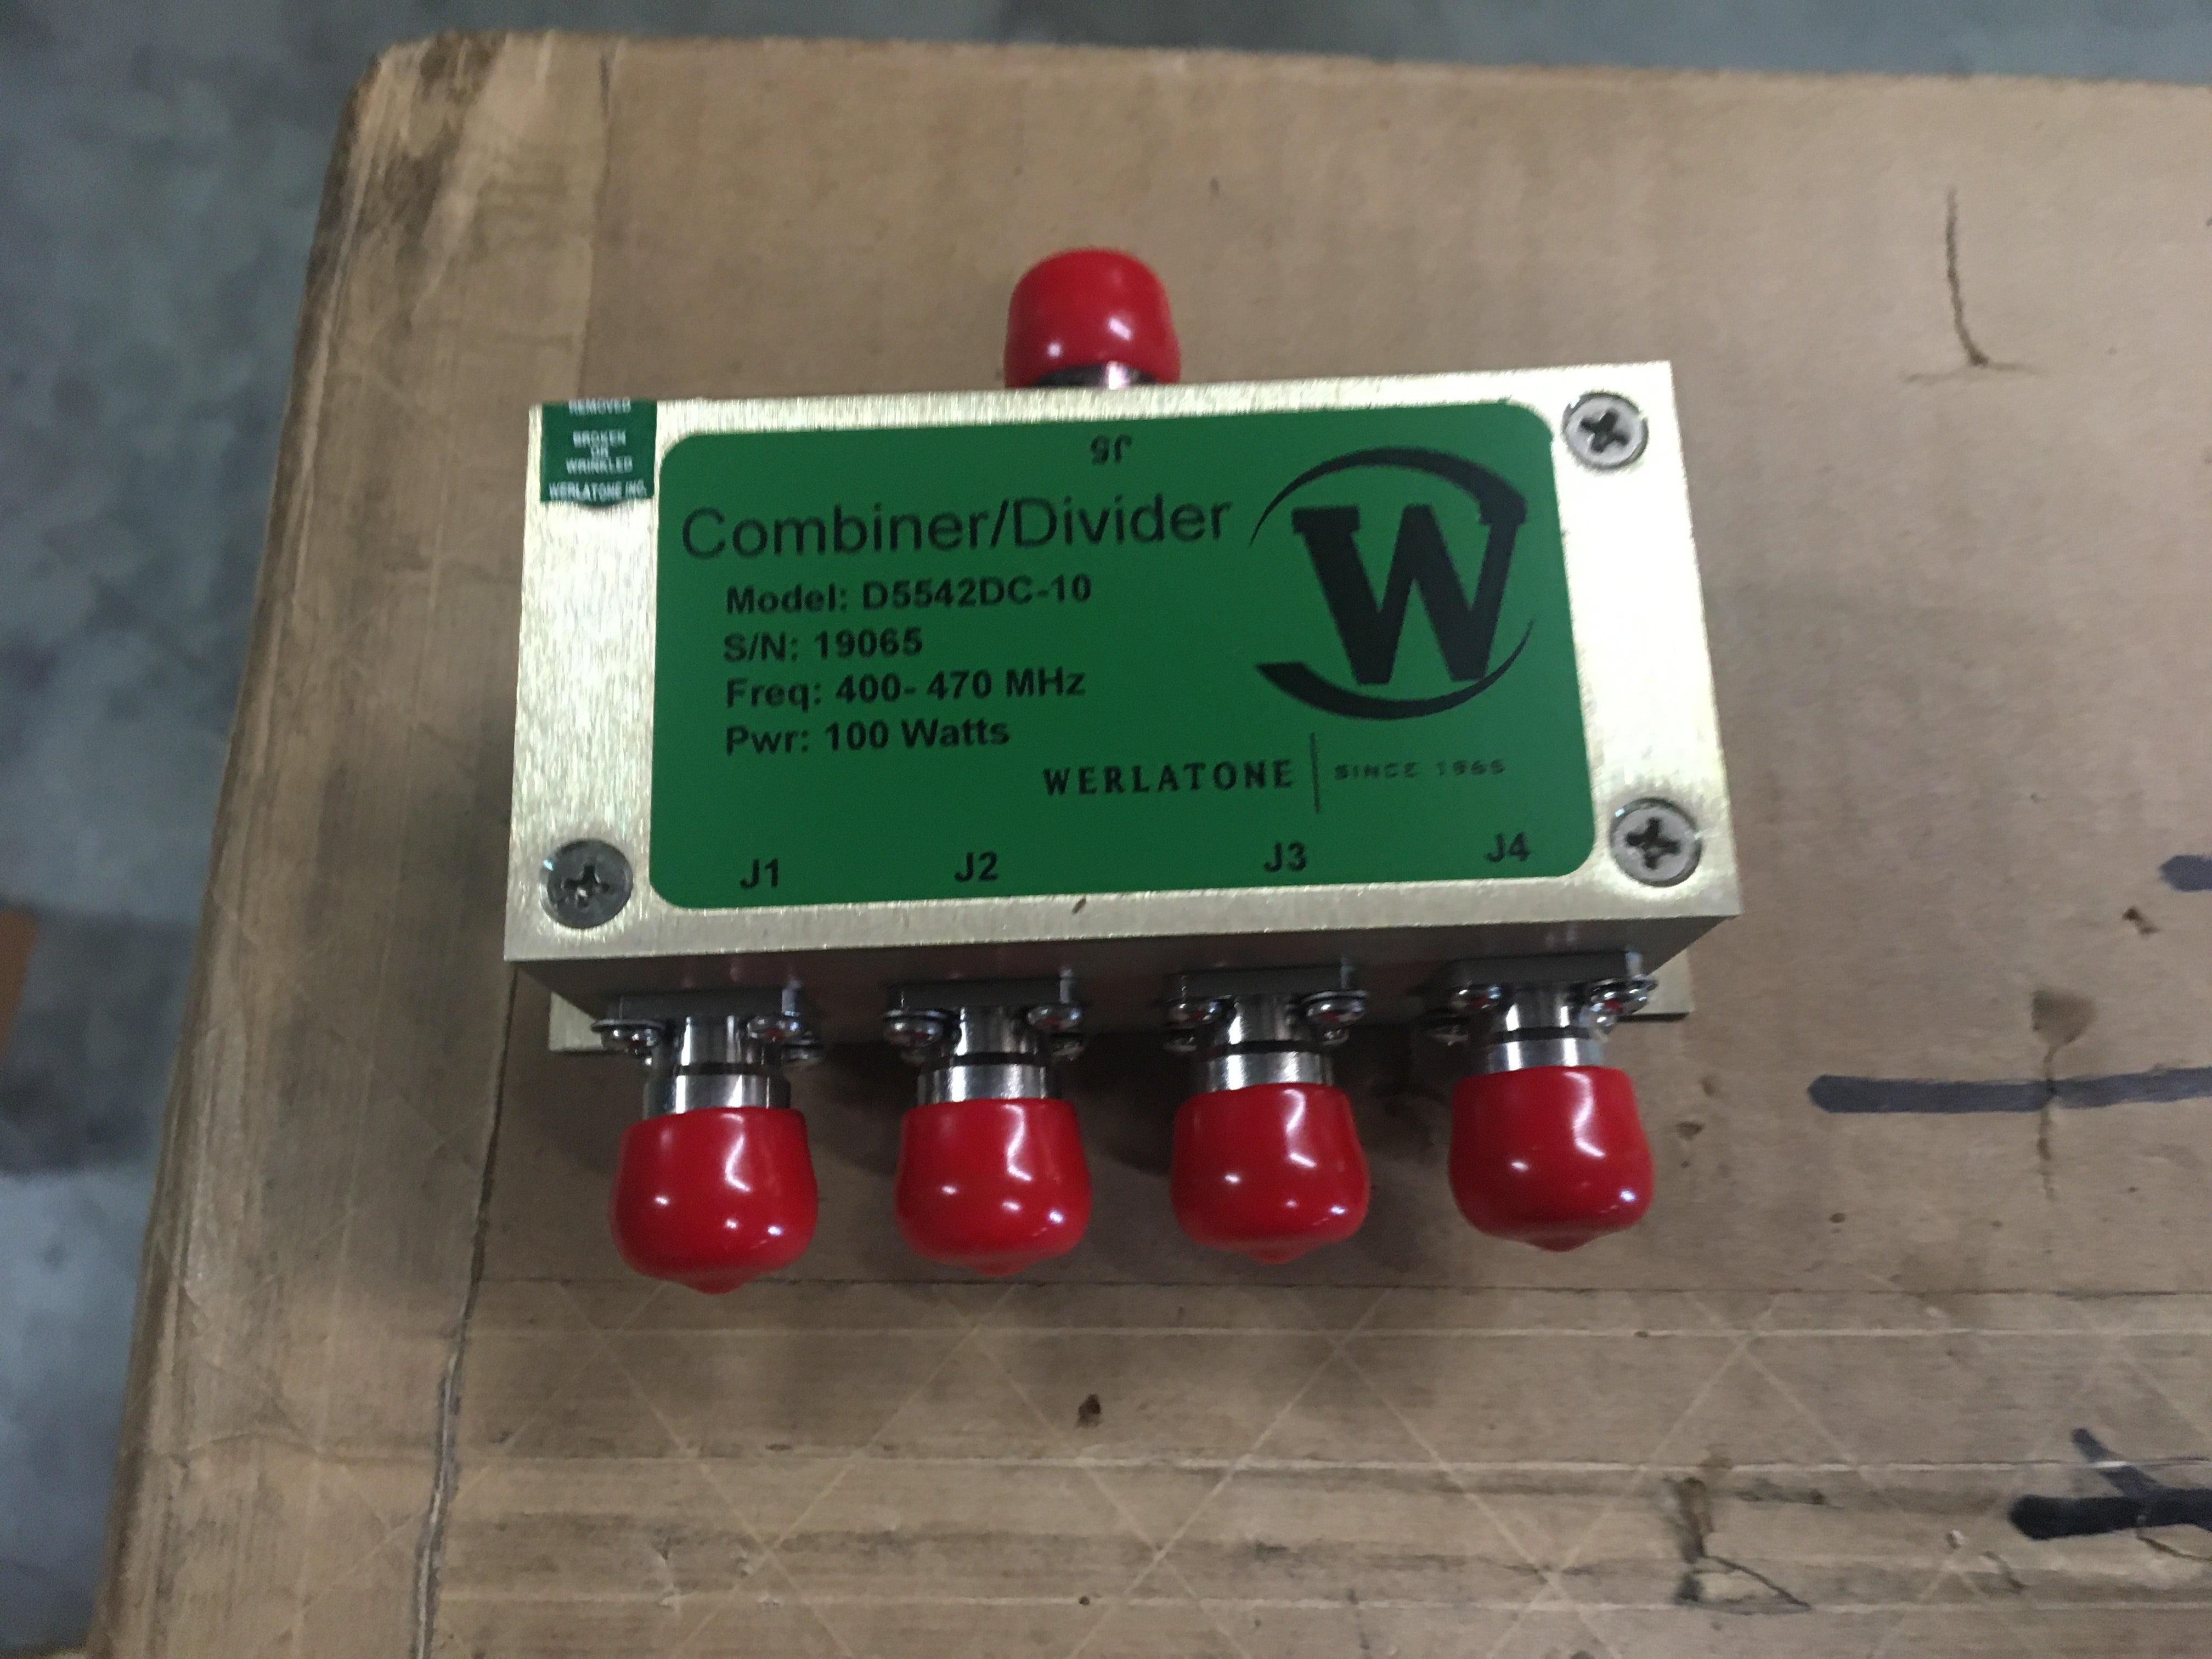 REMOVED
BROKEN
OR
WRINKLED
WERLATONE INC.
J5
Combiner/Divider
Model: D5542DC-10
S/N: 19065
Freq: 400- 470 MHz
Pwr: 100 Watts
W
WERLATONE | SINCE 1965
J1 J2 J3 J4